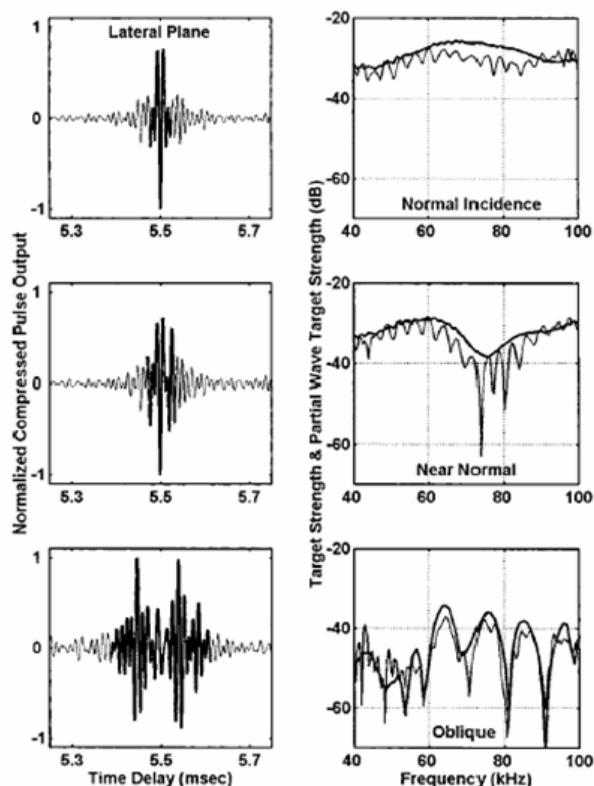 Lateral Plane
Normalized Compressed Pulse Output
1
0
-1
5.3 5.5 5.7
1
0
-1
5.3 5.5 5.7
1
0
-1
5.3 5.5 5.7
Time Delay (msec)
Target Strength & Partial Wave Target Strength (dB)
-20
-40
-60
Normal Incidence
40 60 80 100
-20
-40
-60
Near Normal
40 60 80 100
-20
-40
-60
Oblique
40 60 80 100
Frequency (kHz)